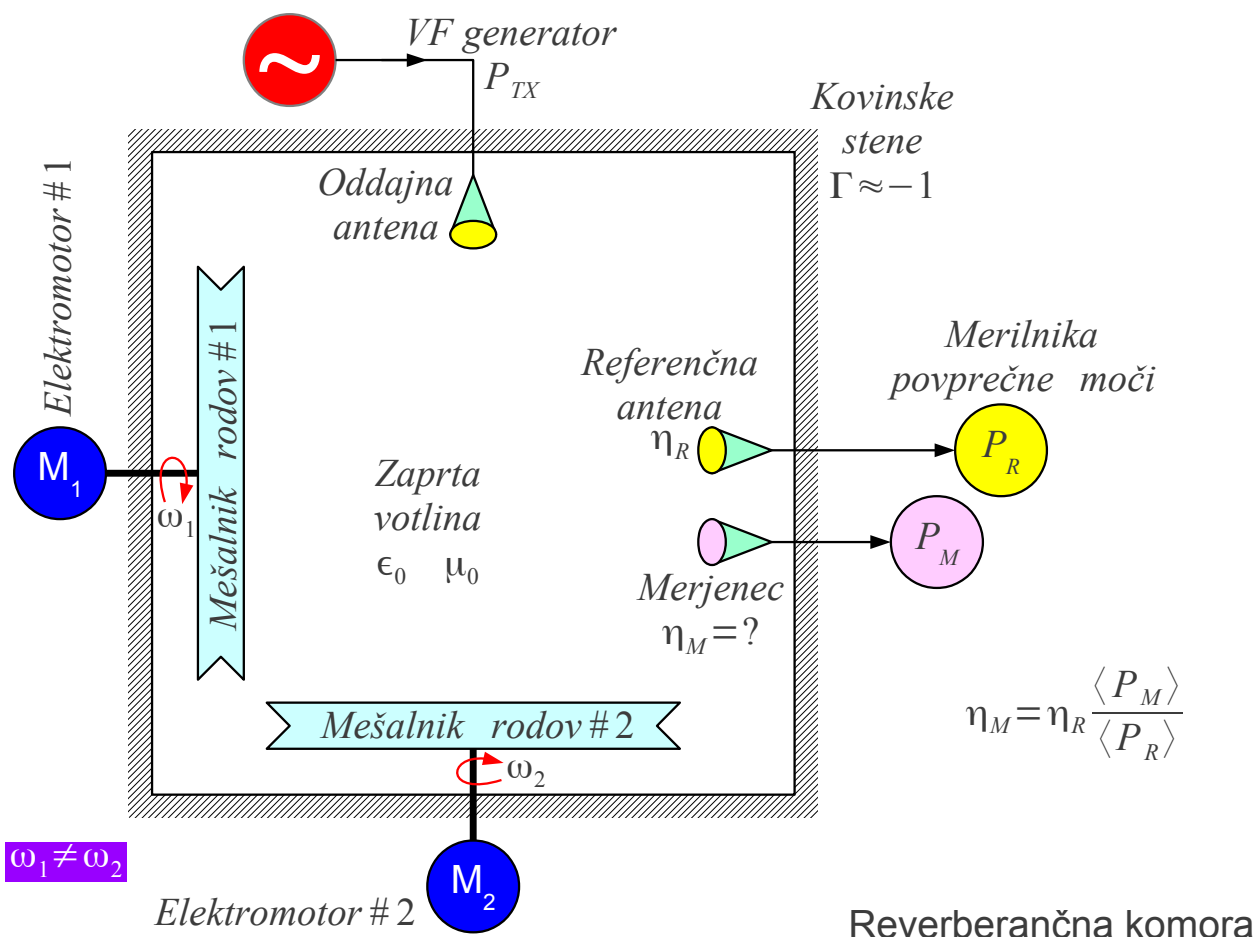 ~
VF generator
P_TX
Kovinske
stene
Γ≈−1
Oddajna
antena
Elektromotor #1
M_1
ω_1
Mešalnik rodov #1
Zaprta
votlina
ϵ_0 μ_0
Referenčna
antena
η_R
Merilnika
povprečne moči
P_R
P_M
Merjenec
η_M=?
η_M=η_R ⟨P_M⟩/⟨P_R⟩
Mešalnik rodov #2
ω_2
ω_1≠ω_2
M_2
Elektromotor #2
Reverberančna komora